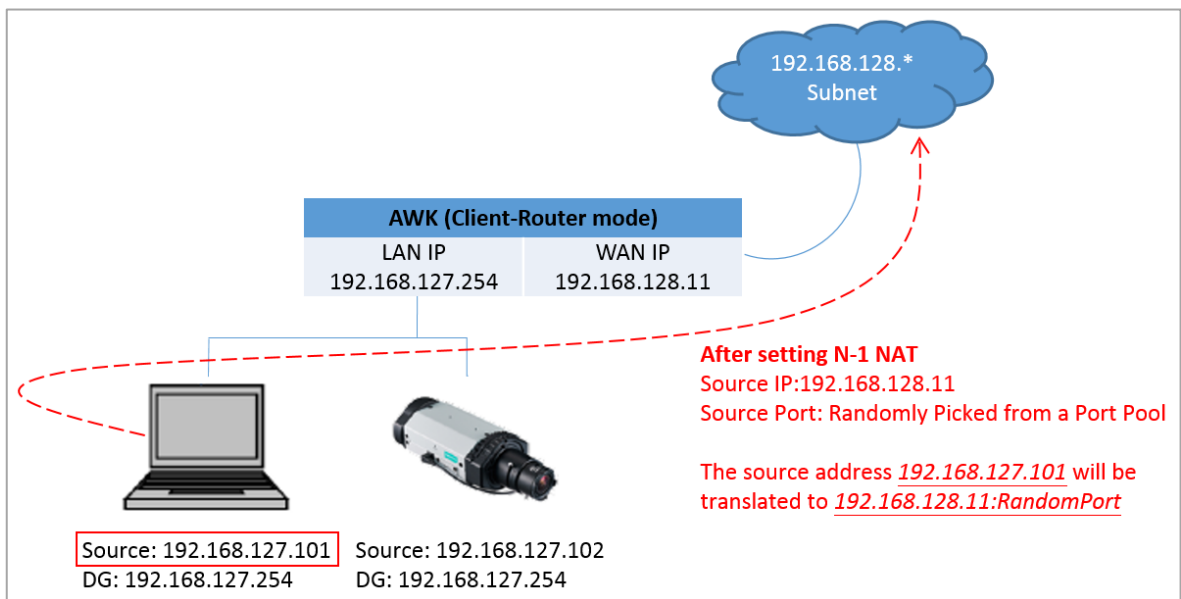 192.168.128.*
Subnet
AWK (Client-Router mode)
LAN IP
192.168.127.254
WAN IP
192.168.128.11
After setting N-1 NAT
Source IP:192.168.128.11
Source Port: Randomly Picked from a Port Pool
The source address 192.168.127.101 will be
translated to 192.168.128.11:RandomPort
Source: 192.168.127.101
DG: 192.168.127.254
Source: 192.168.127.102
DG: 192.168.127.254